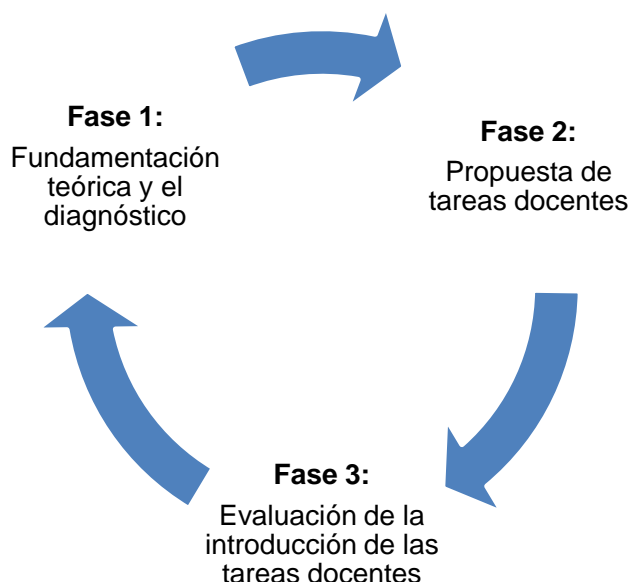 Fase 1:
Fundamentación
teórica y el
diagnóstico
Fase 2:
Propuesta de
tareas docentes
Fase 3:
Evaluación de la
introducción de las
tareas docentes